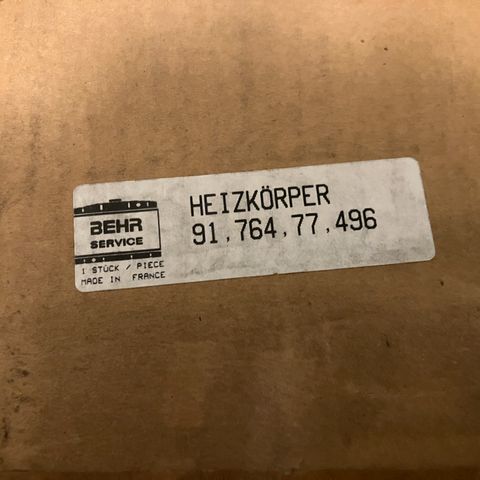 BEHR
SERVICE
1 STÜCK / PIECE
MADE IN FRANCE
HEIZKÖRPER
91,764,77,496